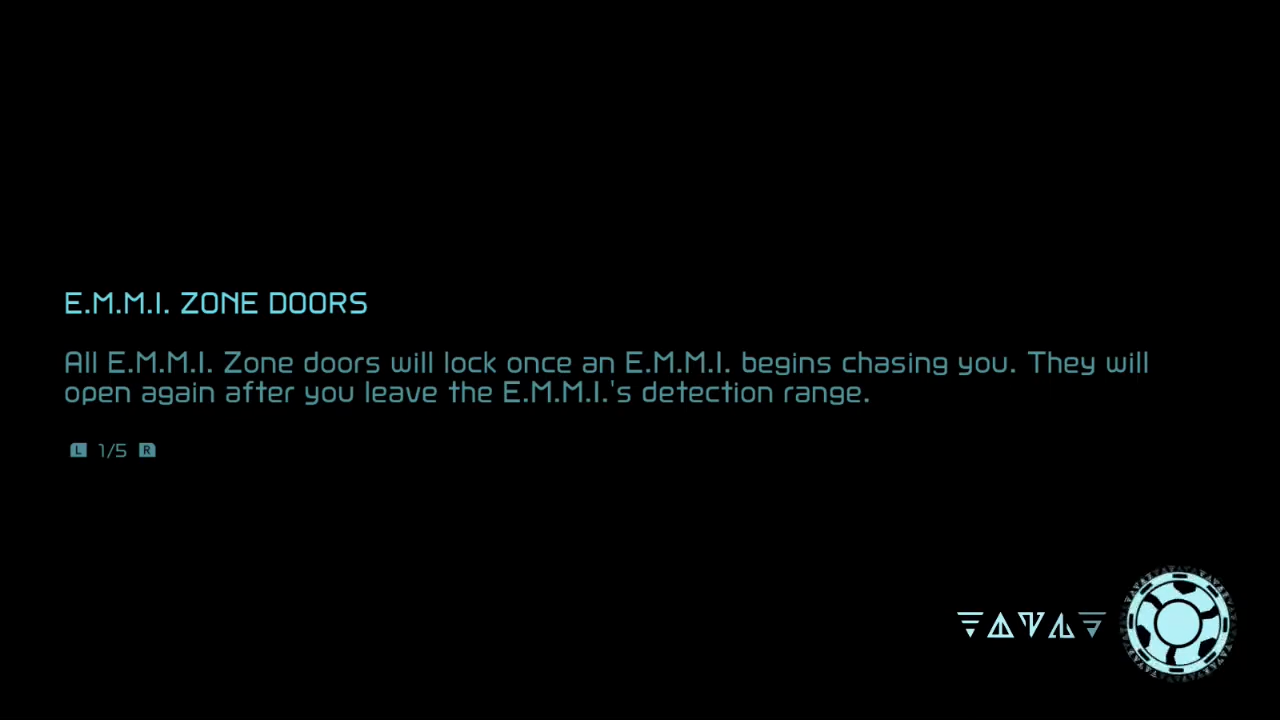 E.M.M.I. ZONE DOORS
All E.M.M.I. Zone doors will lock once an E.M.M.I. begins chasing you. They will
open again after you leave the E.M.M.I.'s detection range.
L 1/5 R